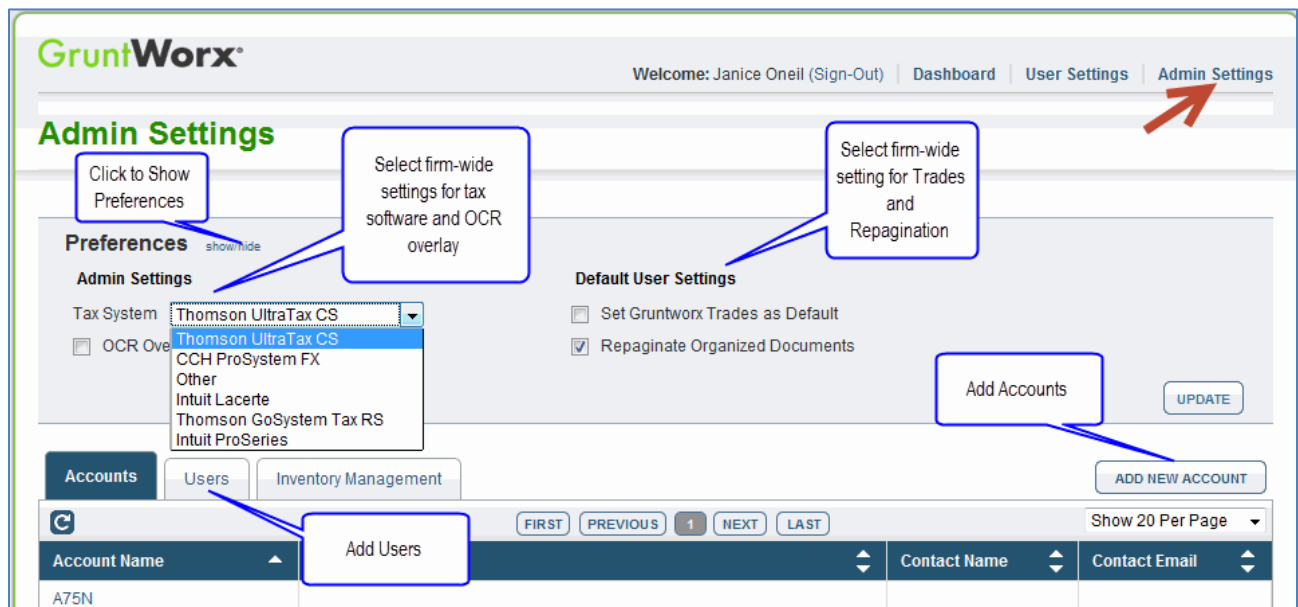 GruntWorx
Welcome: Janice Oneil (Sign-Out) | Dashboard | User Settings | Admin Settings
Admin Settings
Click to Show
Preferences
Select firm-wide
settings for tax
software and OCR
overlay
Select firm-wide
setting for Trades
and
Repagination
Preferences show/hide
Admin Settings
Tax System Thomson UltraTax CS
Thomson UltraTax CS
CCH ProSystem FX
Other
Intuit Lacerte
Thomson GoSystem Tax RS
Intuit ProSeries
OCR Ove
Default User Settings
Set Gruntworx Trades as Default
Repaginate Organized Documents
Add Accounts
UPDATE
Accounts Users Inventory Management
ADD NEW ACCOUNT
FIRST PREVIOUS 1 NEXT LAST
Show 20 Per Page
Add Users
Account Name Contact Name Contact Email
A75N